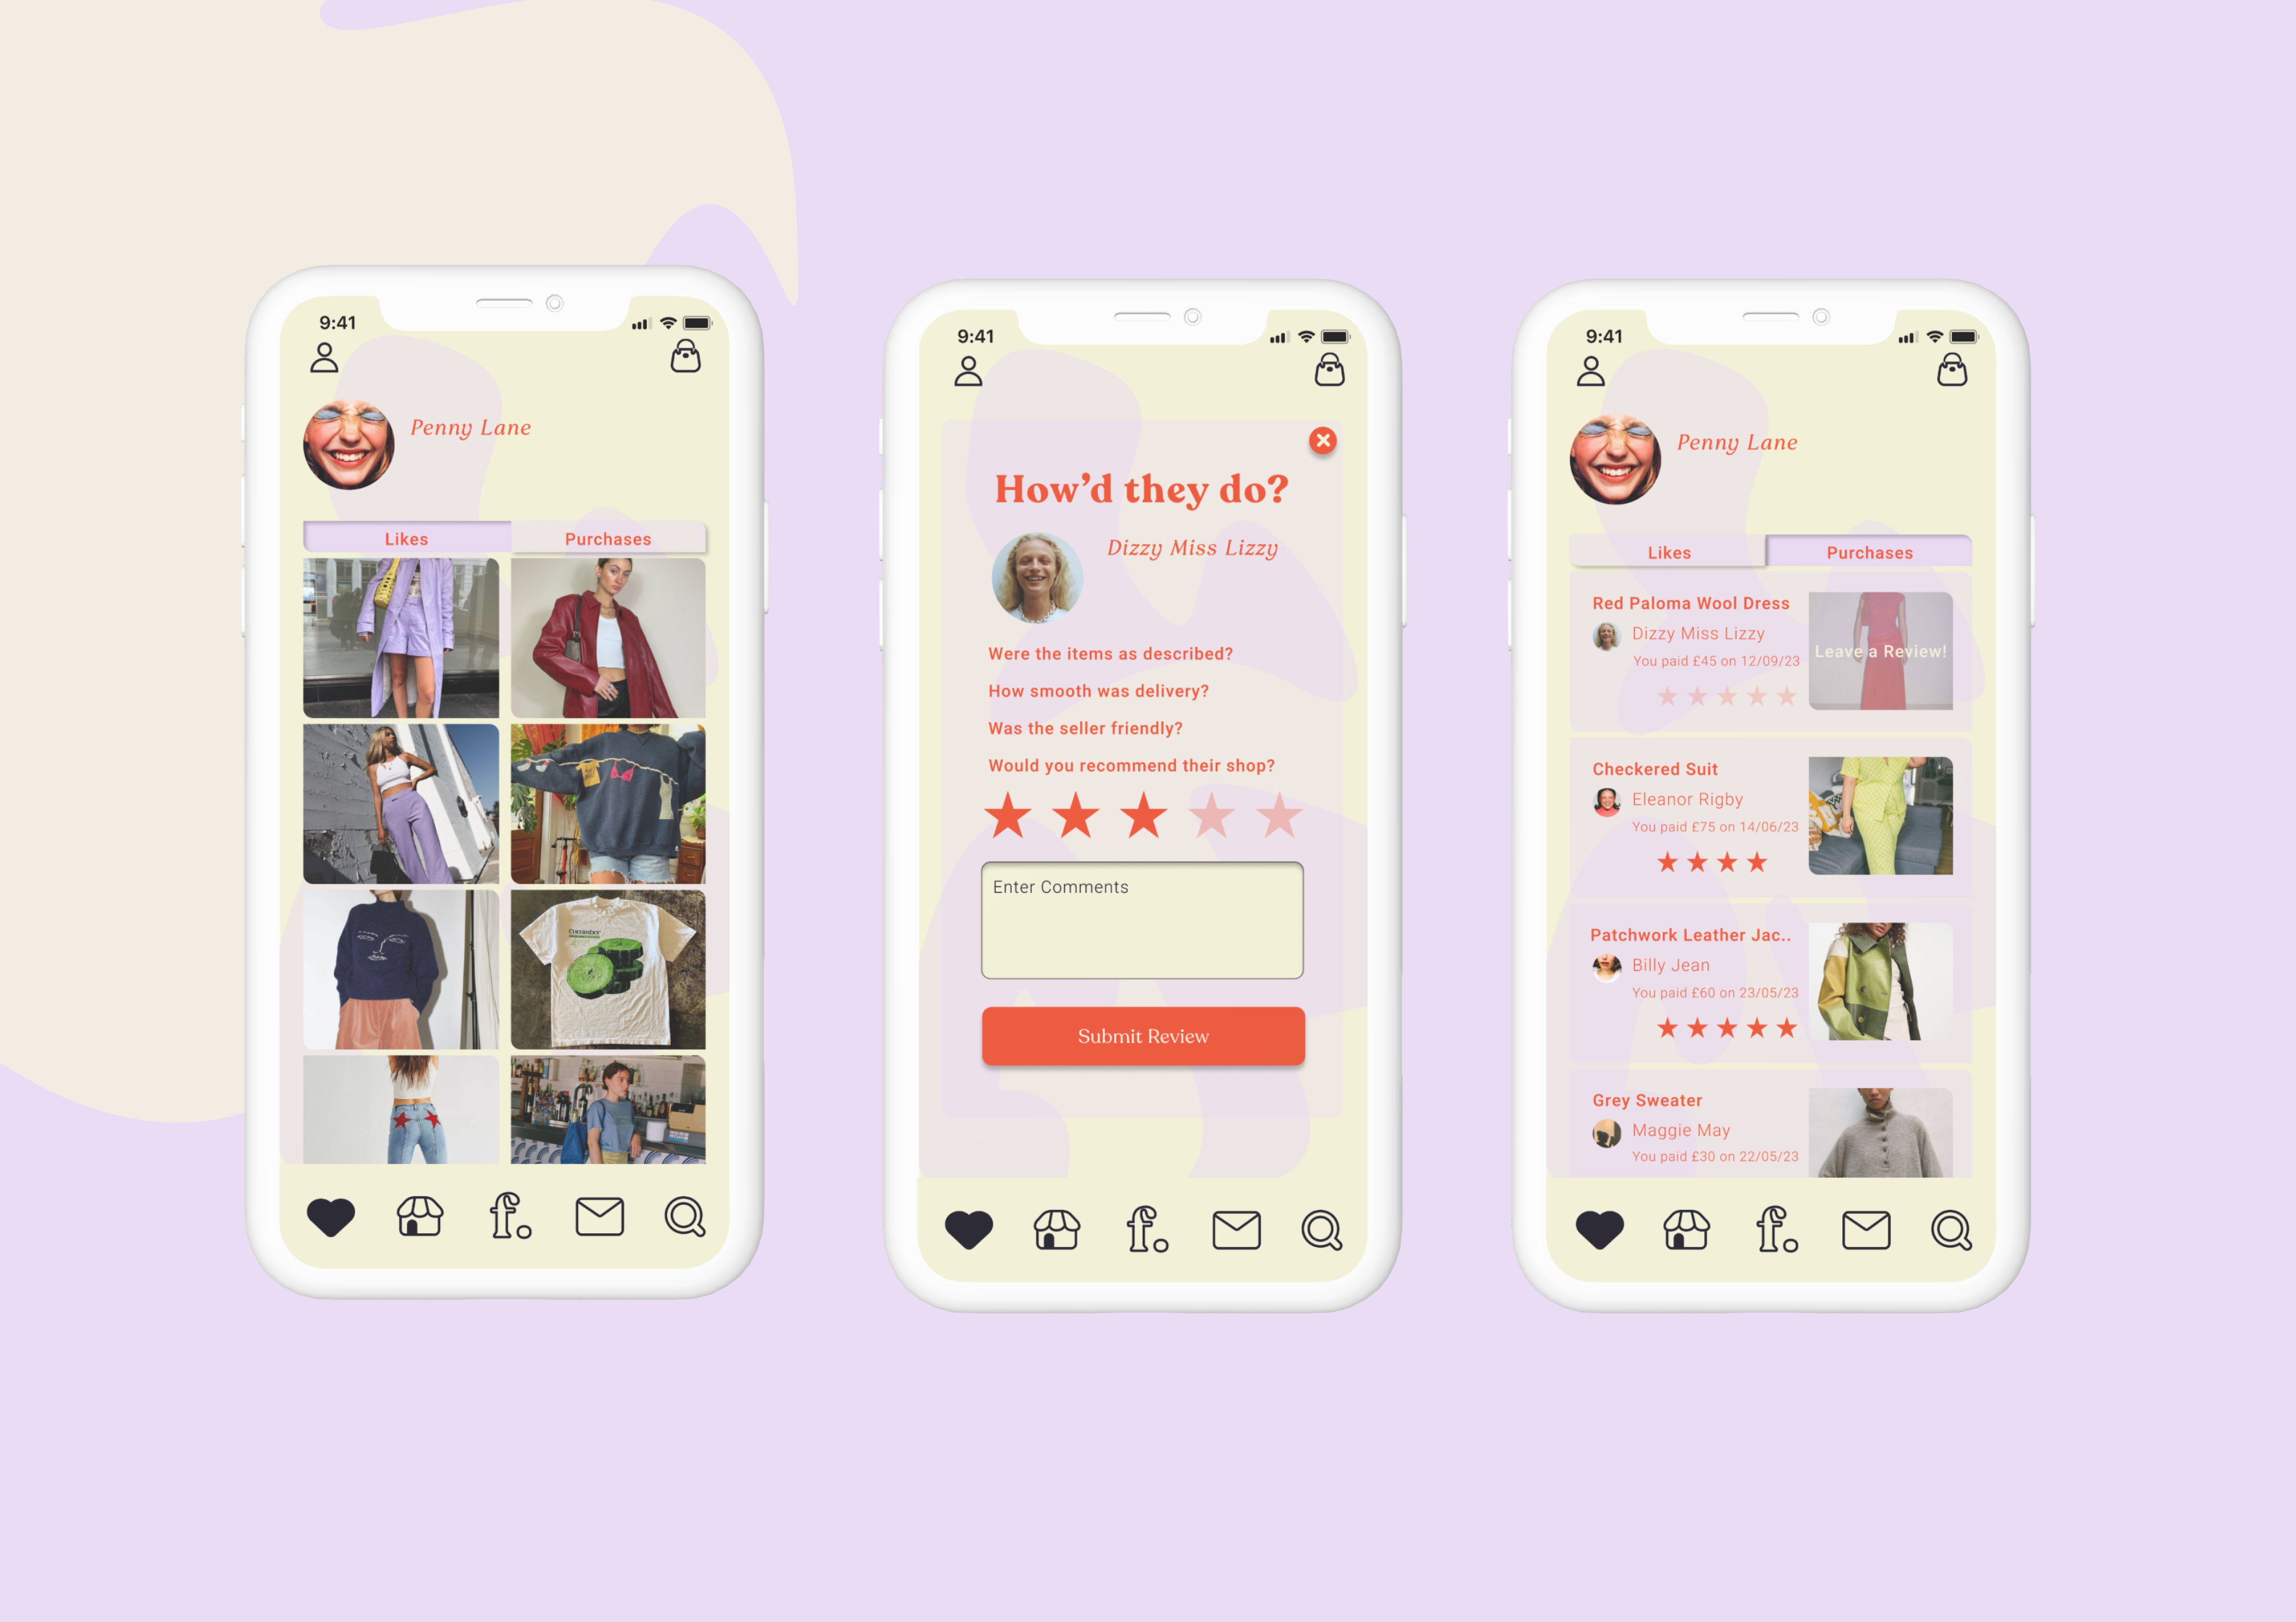 9:41
Penny Lane
Likes
Purchases
Cucumber
f.
9:41
How'd they do?
Dizzy Miss Lizzy
Were the items as described?
How smooth was delivery?
Was the seller friendly?
Would you recommend their shop?
Enter Comments
Submit Review
f.
9:41
Penny Lane
Likes
Purchases
Red Paloma Wool Dress
Dizzy Miss Lizzy
You paid £45 on 12/09/23
Leave a Review!
Checkered Suit
Eleanor Rigby
You paid £75 on 14/06/23
Patchwork Leather Jac..
Billy Jean
You paid £60 on 23/05/23
Grey Sweater
Maggie May
You paid £30 on 22/05/23
f.